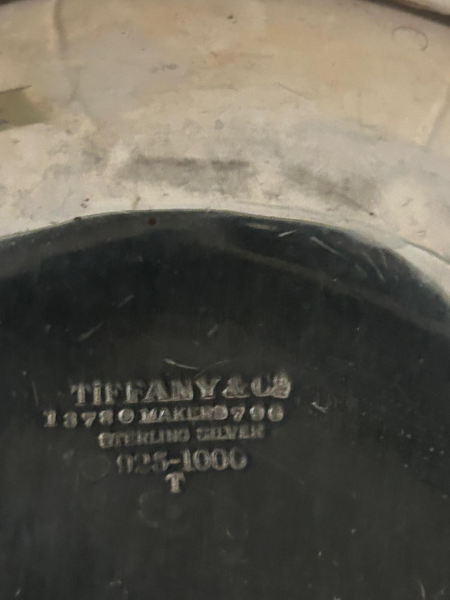 TIFFANY & Co
13780 MAKERS 790
STERLING SILVER
925-1000
T